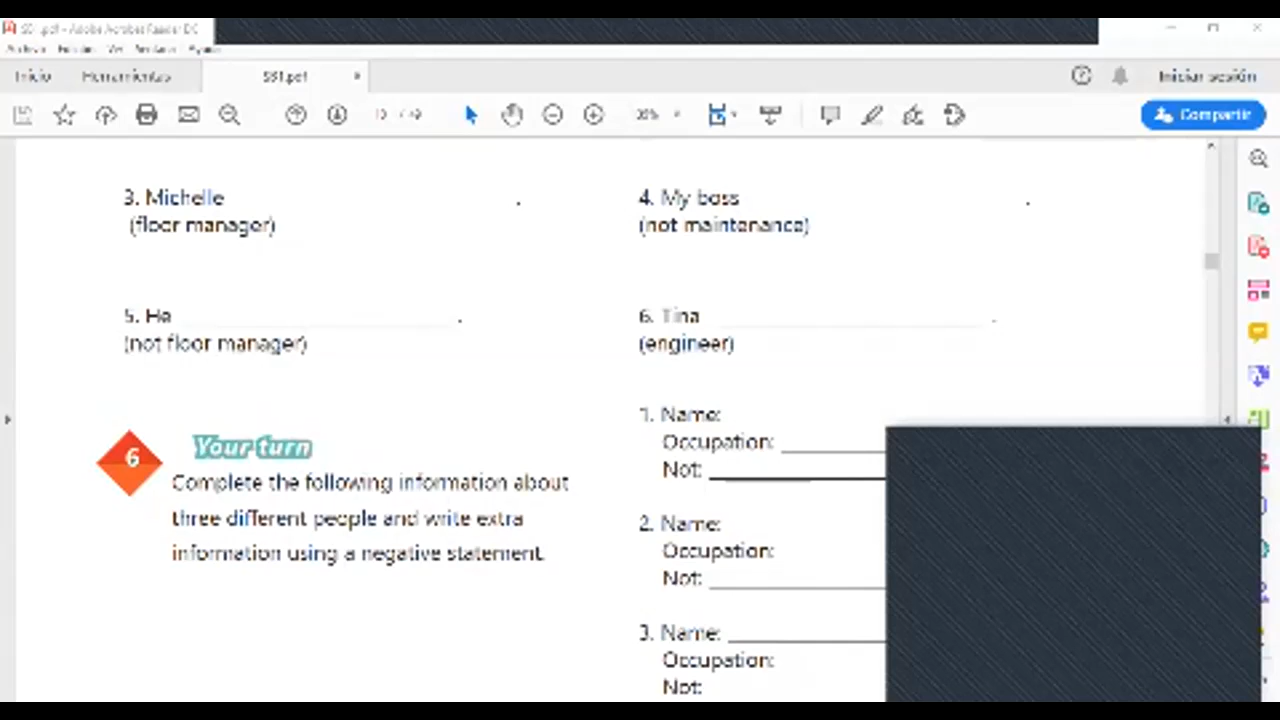 Inicio Herramientas SS1.pdf Iniciar sesión
Compartir
3. Michelle .
(floor manager)
4. My boss .
(not maintenance)
5. He .
(not floor manager)
6. Tina .
(engineer)
6 Your turn
Complete the following information about
three different people and write extra
information using a negative statement.
1. Name:
Occupation:
Not:
2. Name:
Occupation:
Not:
3. Name:
Occupation:
Not: